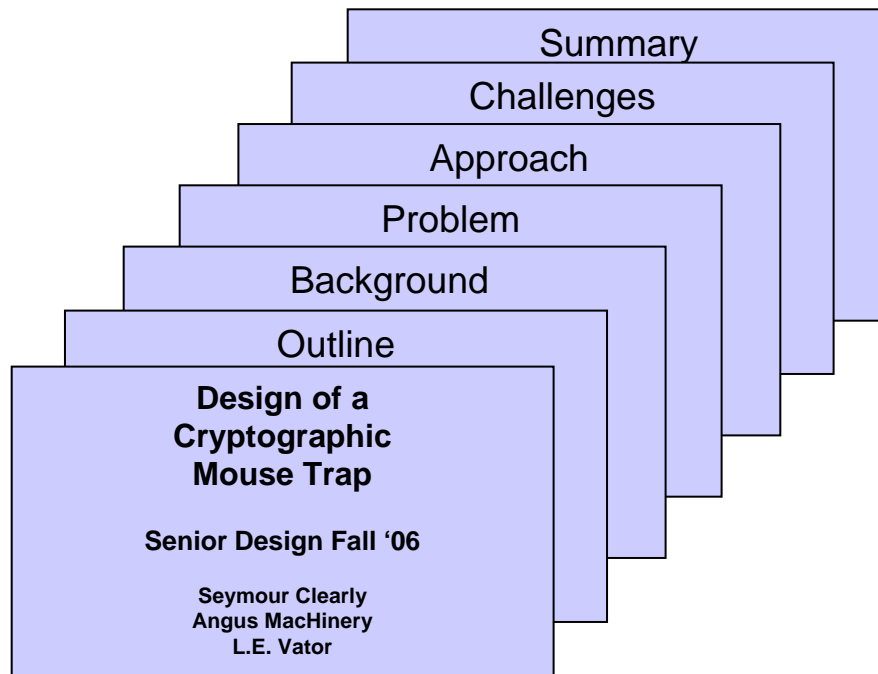 Summary
Challenges
Approach
Problem
Background
Outline
Design of a
Cryptographic
Mouse Trap
Senior Design Fall ‘06
Seymour Clearly
Angus MacHinery
L.E. Vator